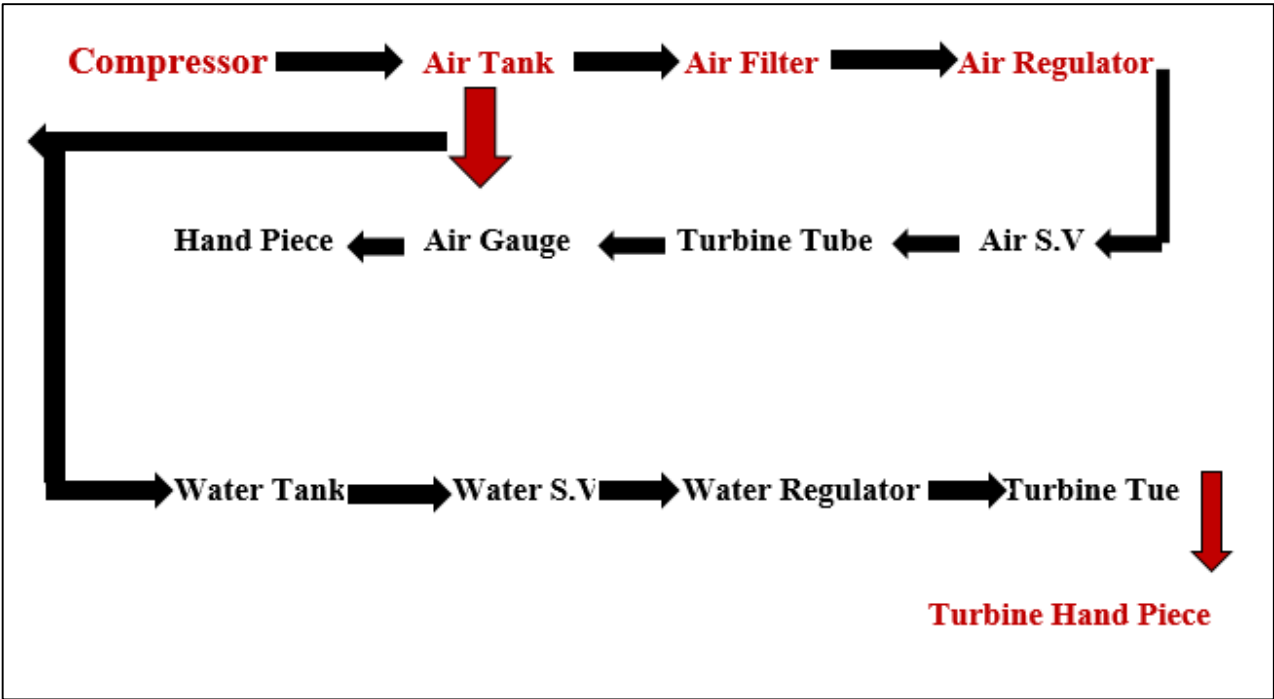 Compressor Air Tank Air Filter Air Regulator
Hand Piece Air Gauge Turbine Tube Air S.V
Water Tank Water S.V Water Regulator Turbine Tue
Turbine Hand Piece